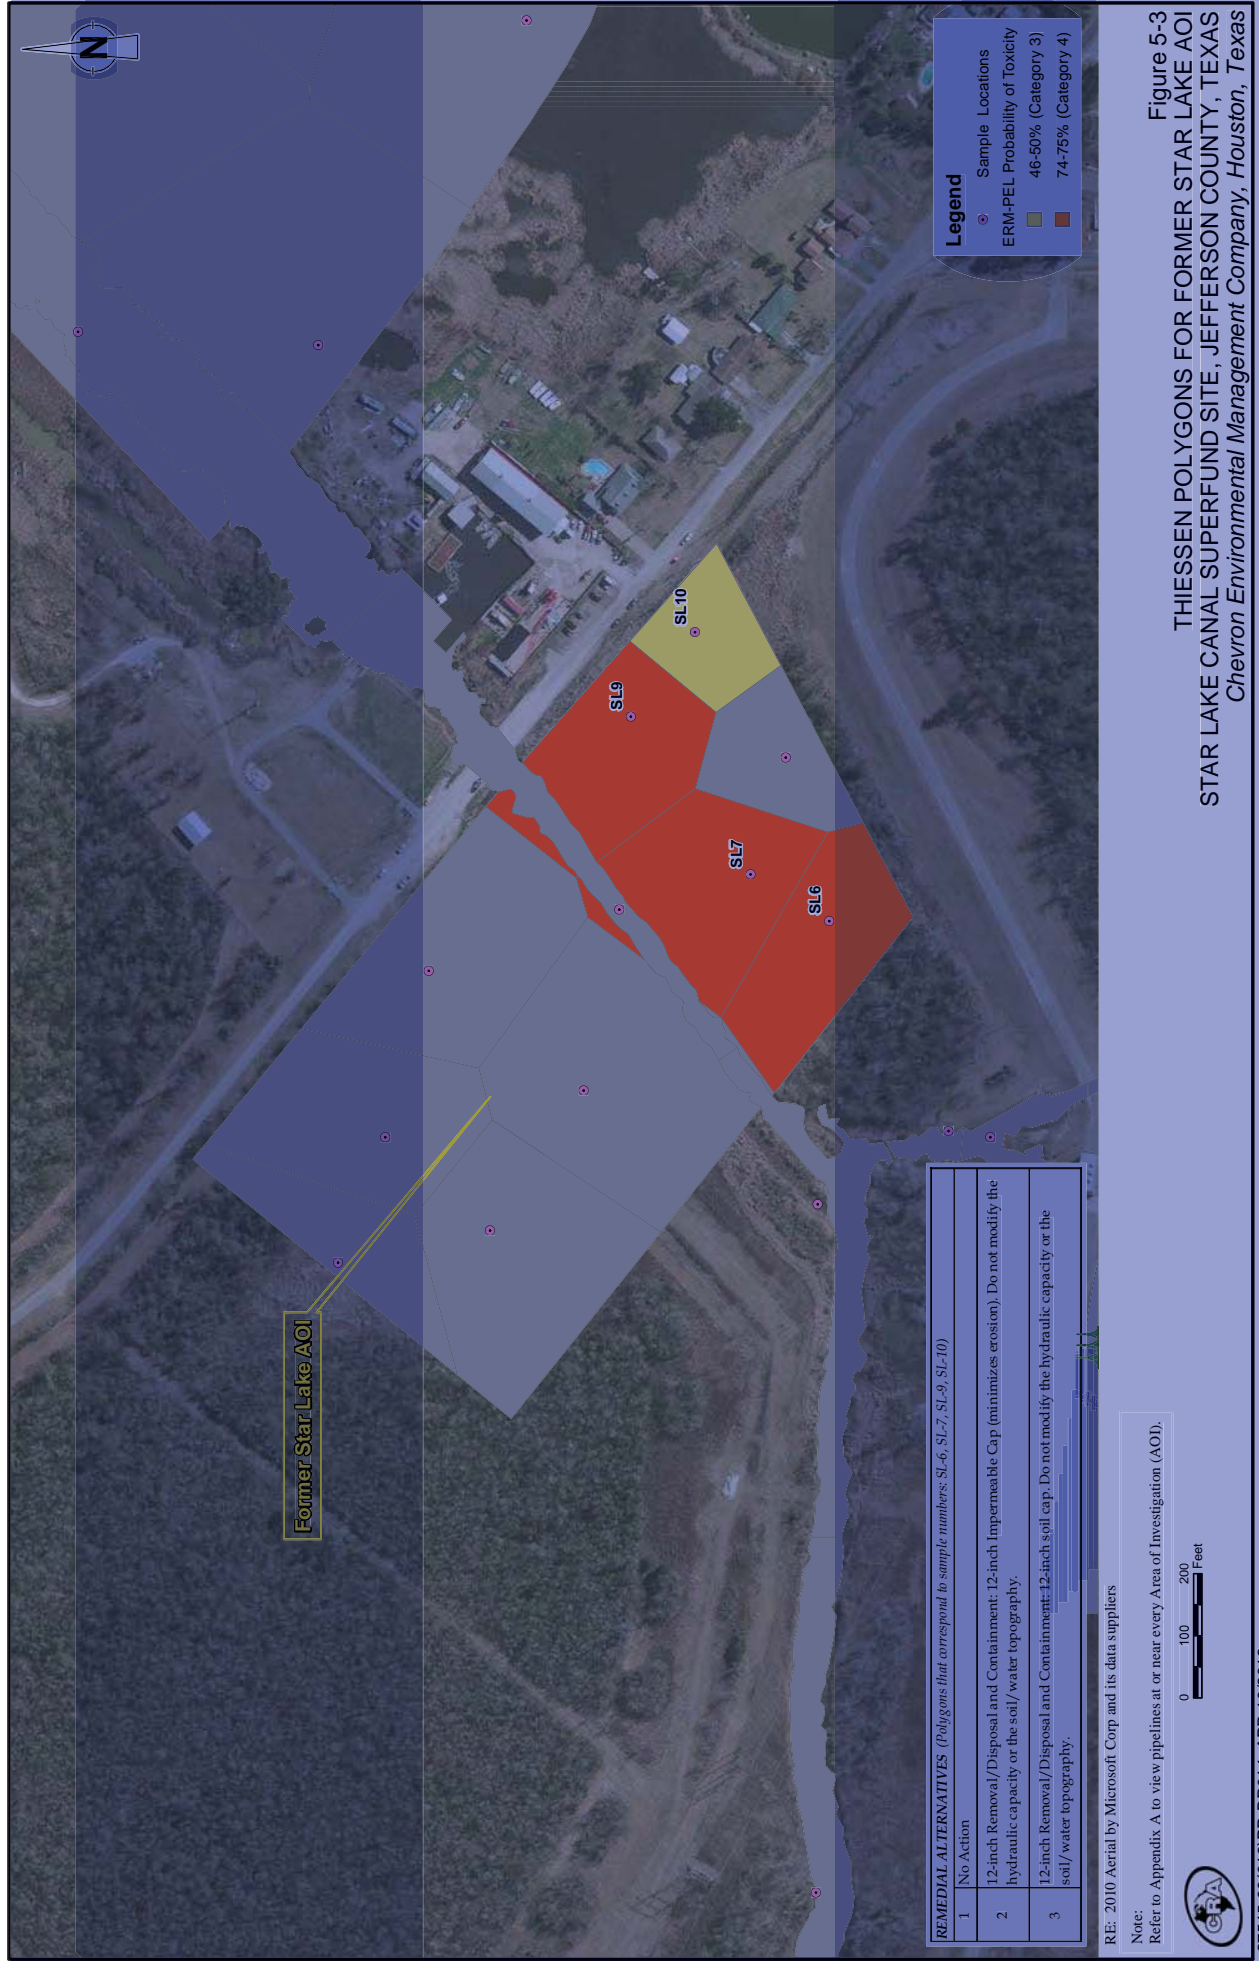 N
Former Star Lake AOI
SL9
SL10
SL7
SL6
Legend
Sample Locations
ERM-PEL Probability of Toxicity
46-50% (Category 3)
74-75% (Category 4)
REMEDIAL ALTERNATIVES (Polygons that correspond to sample numbers: SL-6, SL-7, SL-9, SL-10)
1 No Action
2 12-inch Removal/Disposal and Containment: 12-inch Impermeable Cap (minimizes erosion). Do not modify the
hydraulic capacity or the soil/water topography.
3 12-inch Removal/Disposal and Containment: 12-inch soil cap. Do not modify the hydraulic capacity or the
soil/water topography.
RE: 2010 Aerial by Microsoft Corp and its data suppliers
Note:
Refer to Appendix A to view pipelines at or near every Area of Investigation (AOI).
0 100 200
Feet
CRA
Figure 5-3
THIESSEN POLYGONS FOR FORMER STAR LAKE AOI
STAR LAKE CANAL SUPERFUND SITE, JEFFERSON COUNTY, TEXAS
Chevron Environmental Management Company, Houston, Texas